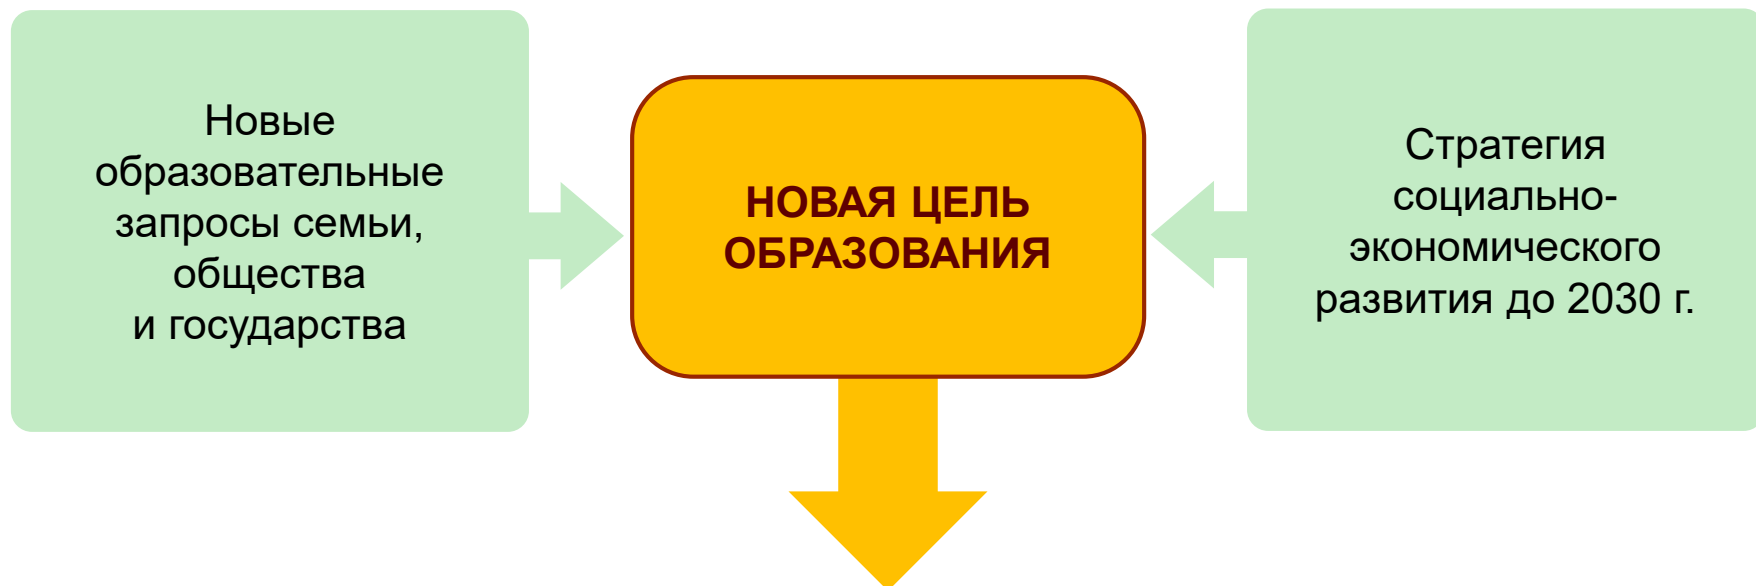 Новые
образовательные
запросы семьи,
общества
и государства
НОВАЯ ЦЕЛЬ
ОБРАЗОВАНИЯ
Стратегия
социально-
экономического
развития до 2030 г.